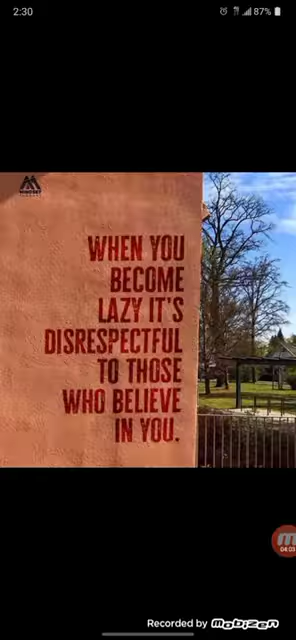 2:30
87%
WHEN YOU
BECOME
LAZY IT'S
DISRESPECTFUL
TO THOSE
WHO BELIEVE
IN YOU.
04:03
Recorded by Mobizen